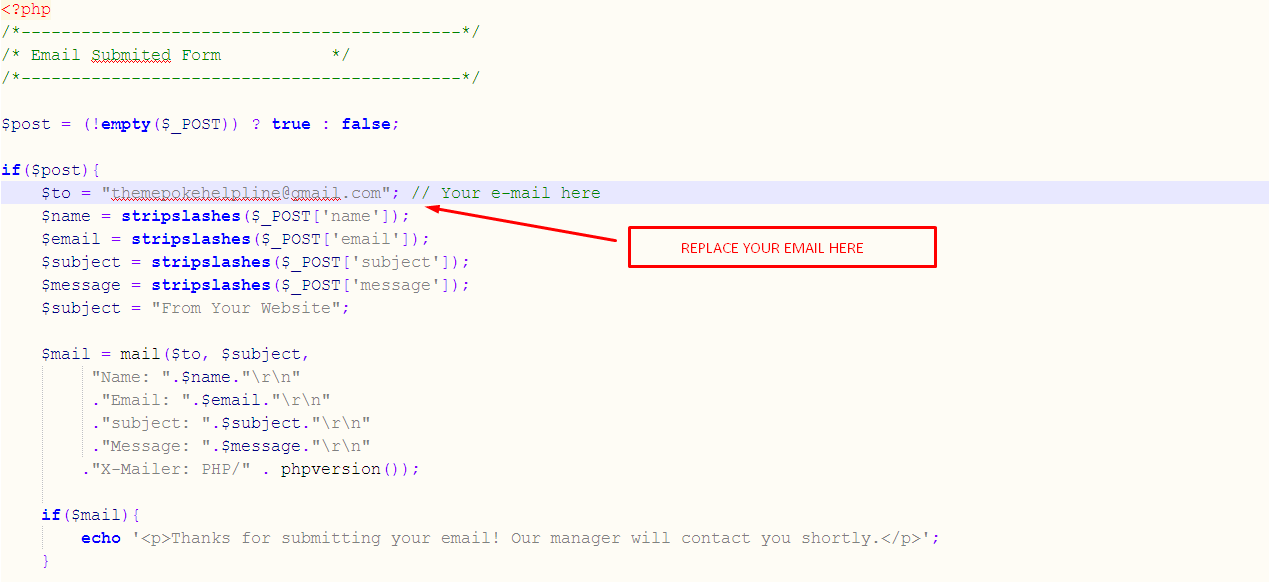 <?php
/*--------------------------------------------*/
/* Email Submited Form           */
/*--------------------------------------------*/
$post = (!empty($_POST)) ? true : false;
if($post){
    $to = "themepokehelpline@gmail.com"; // Your e-mail here
    $name = stripslashes($_POST['name']);
    $email = stripslashes($_POST['email']);
REPLACE YOUR EMAIL HERE
    $subject = stripslashes($_POST['subject']);
    $message = stripslashes($_POST['message']);
    $subject = "From Your Website";
    $mail = mail($to, $subject,
         "Name: ".$name."\r\n"
         ."Email: ".$email."\r\n"
         ."subject: ".$subject."\r\n"
         ."Message: ".$message."\r\n"
        ."X-Mailer: PHP/" . phpversion());
    if($mail){
        echo '<p>Thanks for submitting your email! Our manager will contact you shortly.</p>';
    }